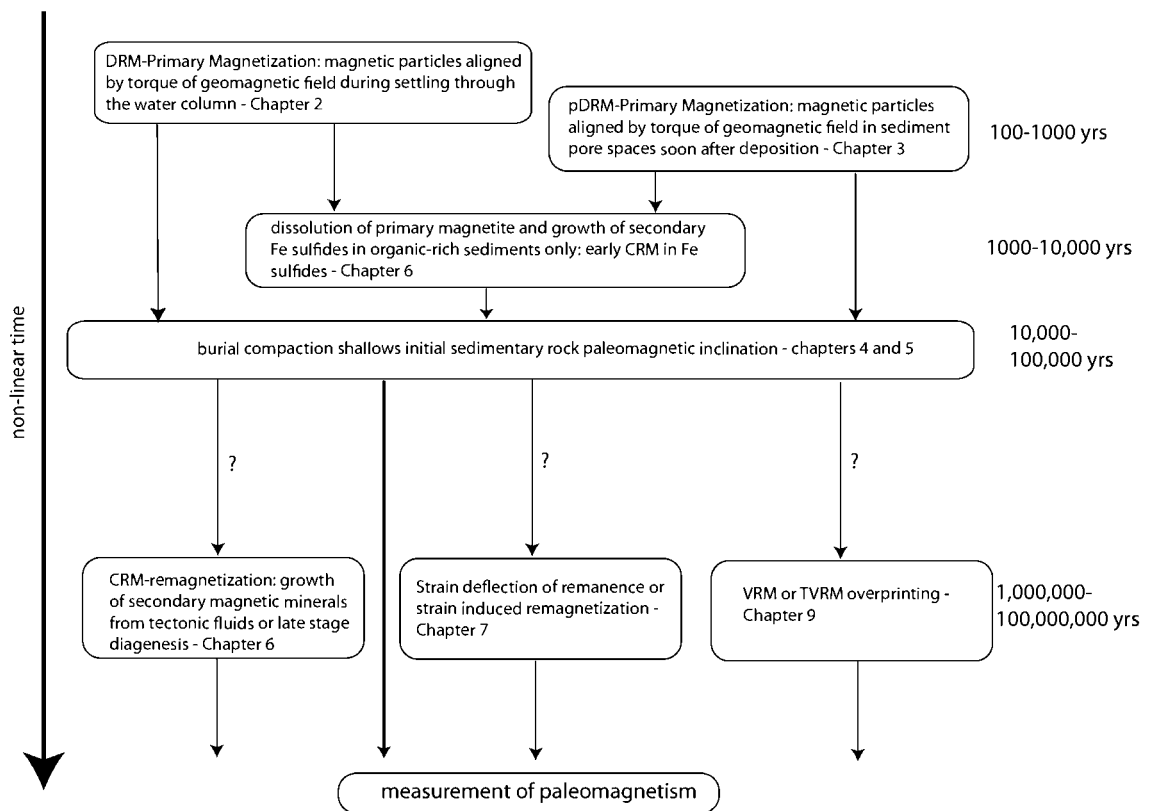 DRM-Primary Magnetization: magnetic particles aligned
by torque of geomagnetic field during settling through
the water column - Chapter 2
pDRM-Primary Magnetization: magnetic particles
aligned by torque of geomagnetic field in sediment
pore spaces soon after deposition - Chapter 3
100-1000 yrs
dissolution of primary magnetite and growth of secondary
Fe sulfides in organic-rich sediments only: early CRM in Fe
sulfides - Chapter 6
1000-10,000 yrs
burial compaction shallows initial sedimentary rock paleomagnetic inclination - chapters 4 and 5
10,000-
100,000 yrs
non-linear time
?
?
?
CRM-remagnetization: growth
of secondary magnetic minerals
from tectonic fluids or late stage
diagenesis - Chapter 6
Strain deflection of remanence or
strain induced remagnetization -
Chapter 7
VRM or TVRM overprinting -
Chapter 9
1,000,000-
100,000,000 yrs
measurement of paleomagnetism